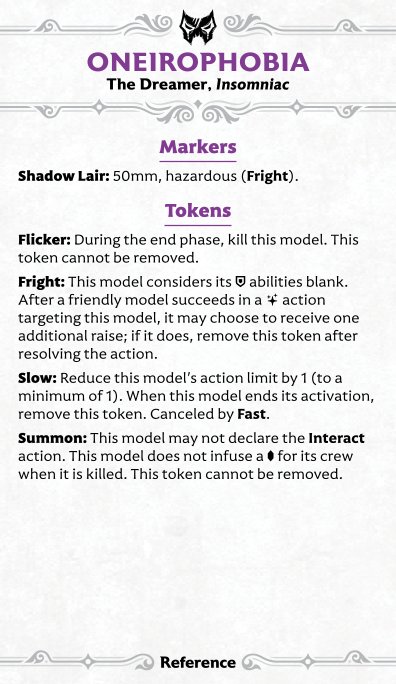 ONEIROPHOBIA
The Dreamer, Insomniac
Markers
Shadow Lair: 50mm, hazardous (Fright).
Tokens
Flicker: During the end phase, kill this model. This
token cannot be removed.
Fright: This model considers its abilities blank.
After a friendly model succeeds in a action
targeting this model, it may choose to receive one
additional raise; if it does, remove this token after
resolving the action.
Slow: Reduce this model's action limit by 1 (to a
minimum of 1). When this model ends its activation,
remove this token. Canceled by Fast.
Summon: This model may not declare the Interact
action. This model does not infuse a for its crew
when it is killed. This token cannot be removed.
Reference